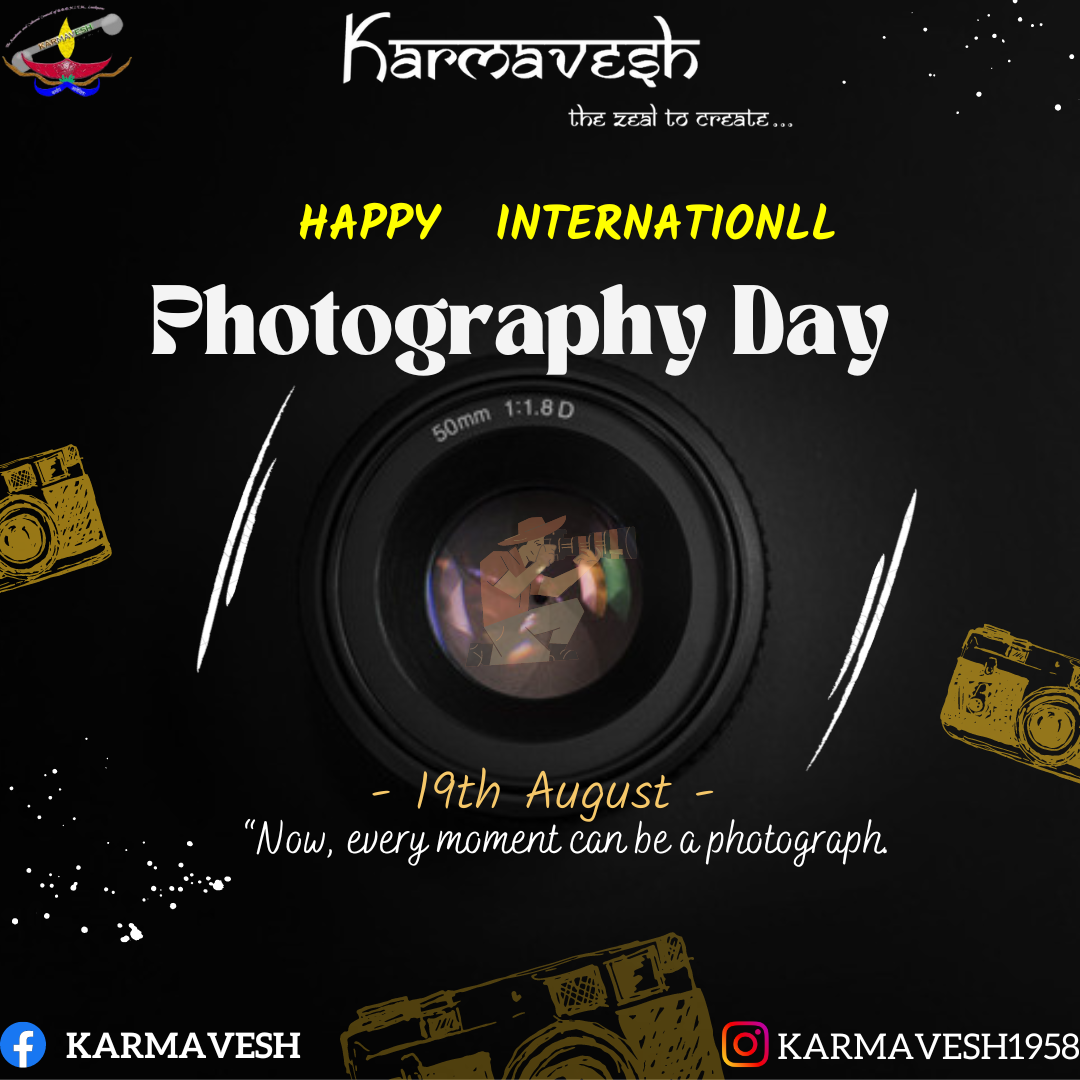 KARMAVESH
Karmavesh
the zeal to create...
HAPPY INTERNATIONLL
Photography Day
50mm 1:1.8 D
- 19th August -
“Now, every moment can be a photograph.
KARMAVESH
KARMAVESH1958